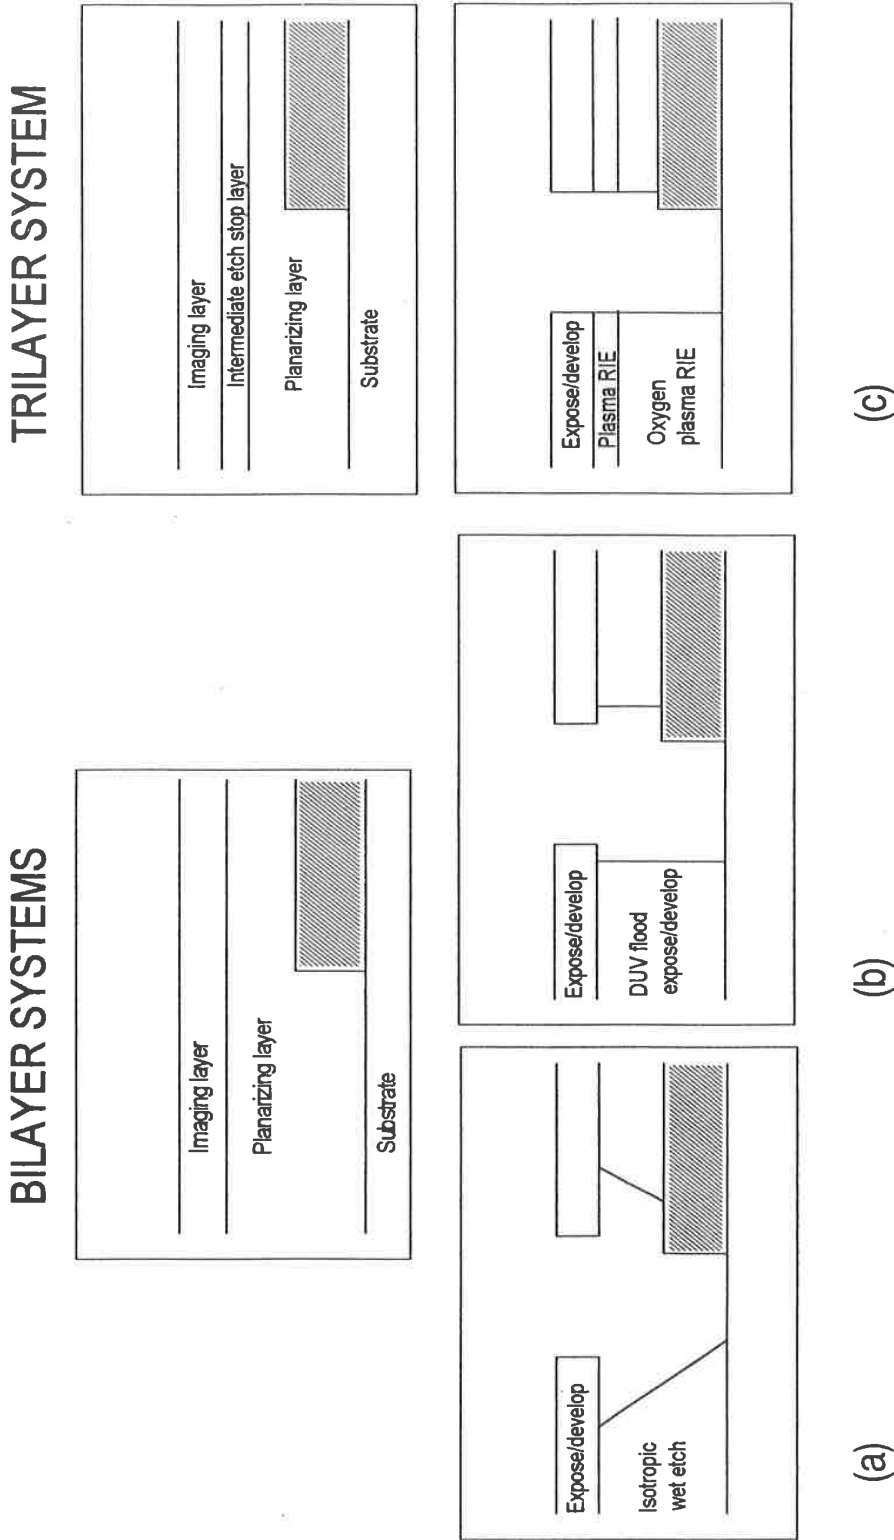 BILAYER SYSTEMS
Imaging layer
Planarizing layer
Substrate
TRILAYER SYSTEM
Imaging layer
Intermediate etch stop layer
Planarizing layer
Substrate
Expose/develop
Isotropic
wet etch
(a)
Expose/develop
DUV flood
expose/develop
(b)
Expose/develop
Plasma RIE
Oxygen
plasma RIE
(c)